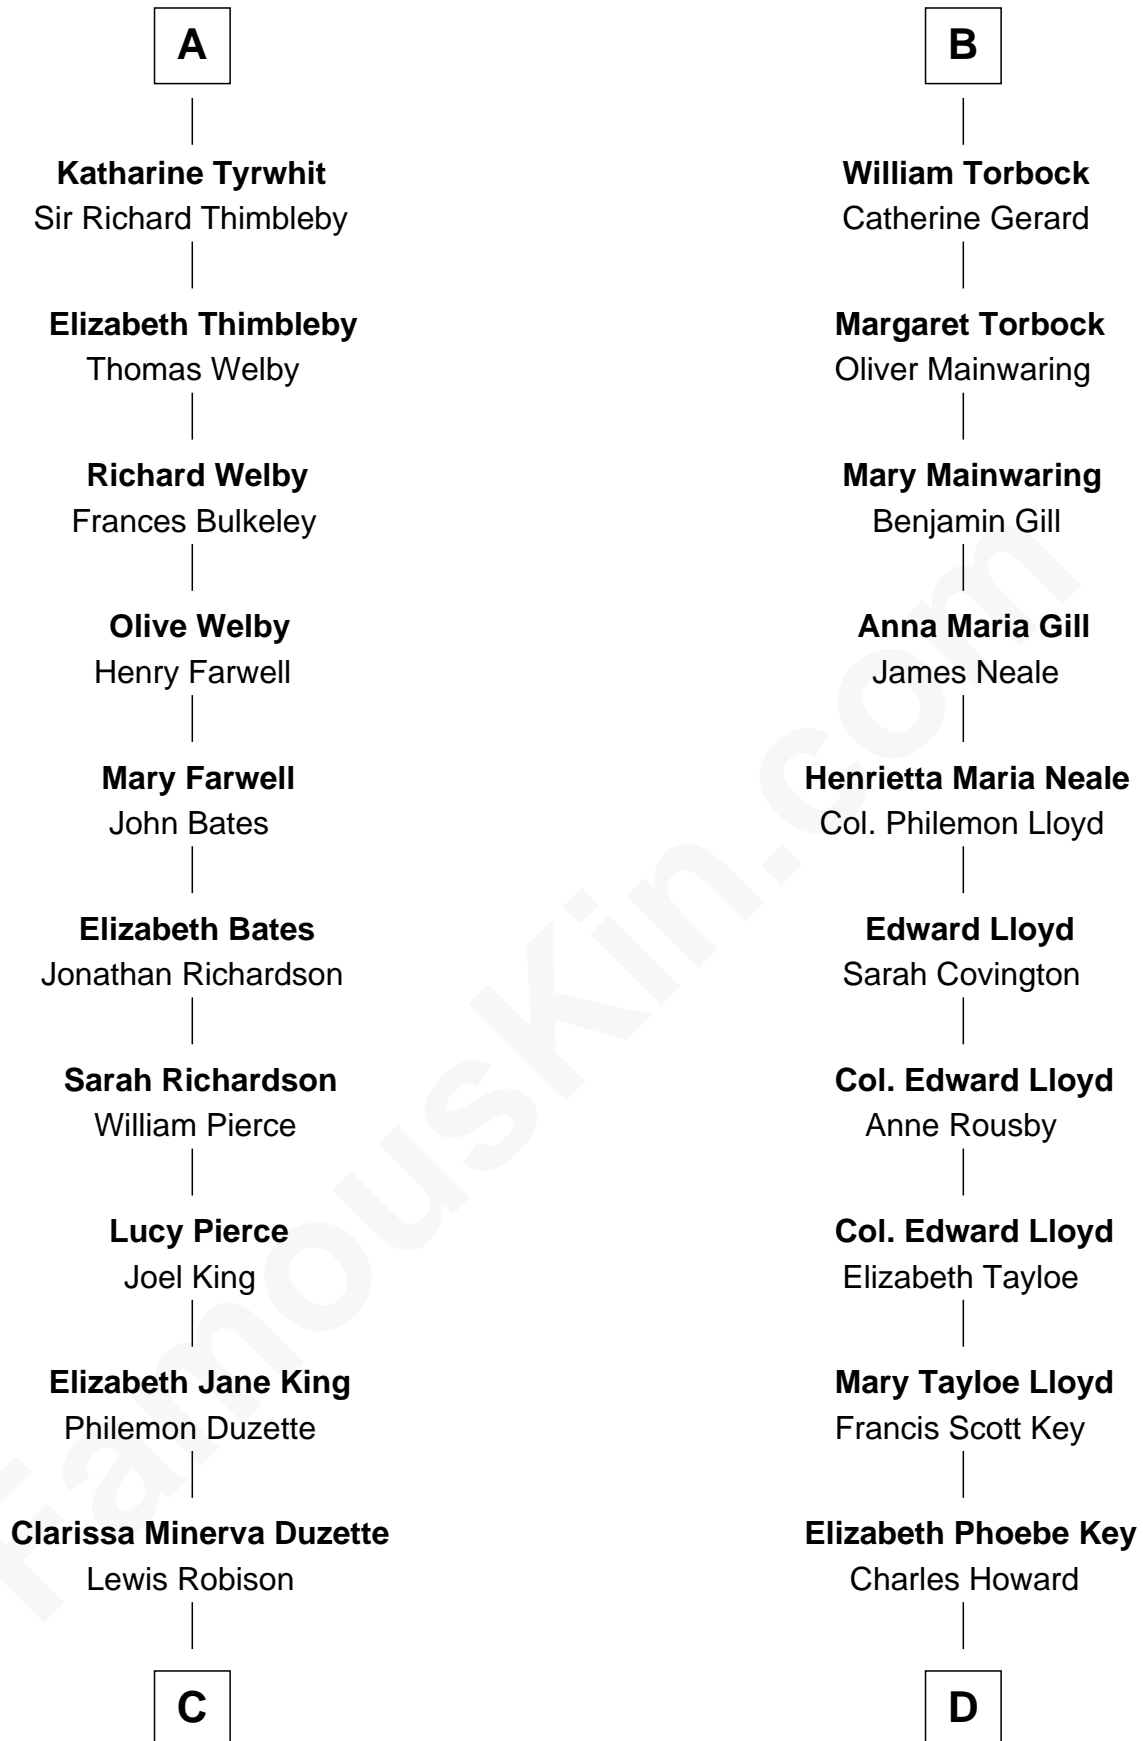 A
Katharine Tyrwhit
Sir Richard Thimbleby
Elizabeth Thimbleby
Thomas Welby
Richard Welby
Frances Bulkeley
Olive Welby
Henry Farwell
Mary Farwell
John Bates
Elizabeth Bates
Jonathan Richardson
Sarah Richardson
William Pierce
Lucy Pierce
Joel King
Elizabeth Jane King
Philemon Duzette
Clarissa Minerva Duzette
Lewis Robison
C
B
William Torbock
Catherine Gerard
Margaret Torbock
Oliver Mainwaring
Mary Mainwaring
Benjamin Gill
Anna Maria Gill
James Neale
Henrietta Maria Neale
Col. Philemon Lloyd
Edward Lloyd
Sarah Covington
Col. Edward Lloyd
Anne Rousby
Col. Edward Lloyd
Elizabeth Tayloe
Mary Tayloe Lloyd
Francis Scott Key
Elizabeth Phoebe Key
Charles Howard
D
FamousKin.com